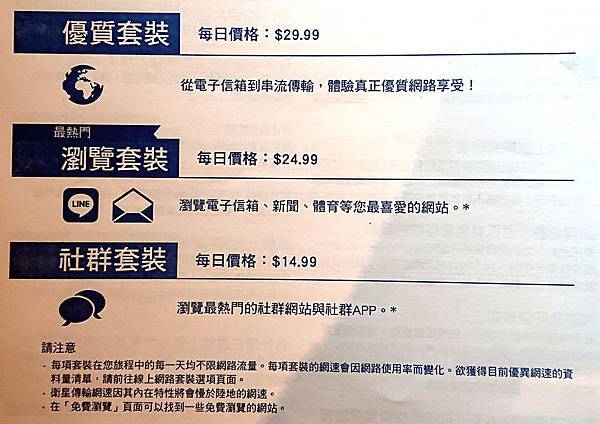 優質套裝 每日價格：$29.99
從電子信箱到串流傳輸，體驗真正優質網路享受！
最熱門
瀏覽套裝 每日價格：$24.99
LINE
瀏覽電子信箱、新聞、體育等您最喜愛的網站。*
社群套裝 每日價格：$14.99
瀏覽最熱門的社群網站與社群APP。*
請注意
· 每項套裝在您旅程中的每一天均不限網路流量。每項套裝的網速會因網路使用率而變化。欲獲得目前優異網速的資
料量清單，請前往線上網路套裝選項頁面。
· 衛星傳輸網速因其內在特性將會慢於陸地的網速。
· 在「免費瀏覽」頁面可以找到一些免費瀏覽的網站。